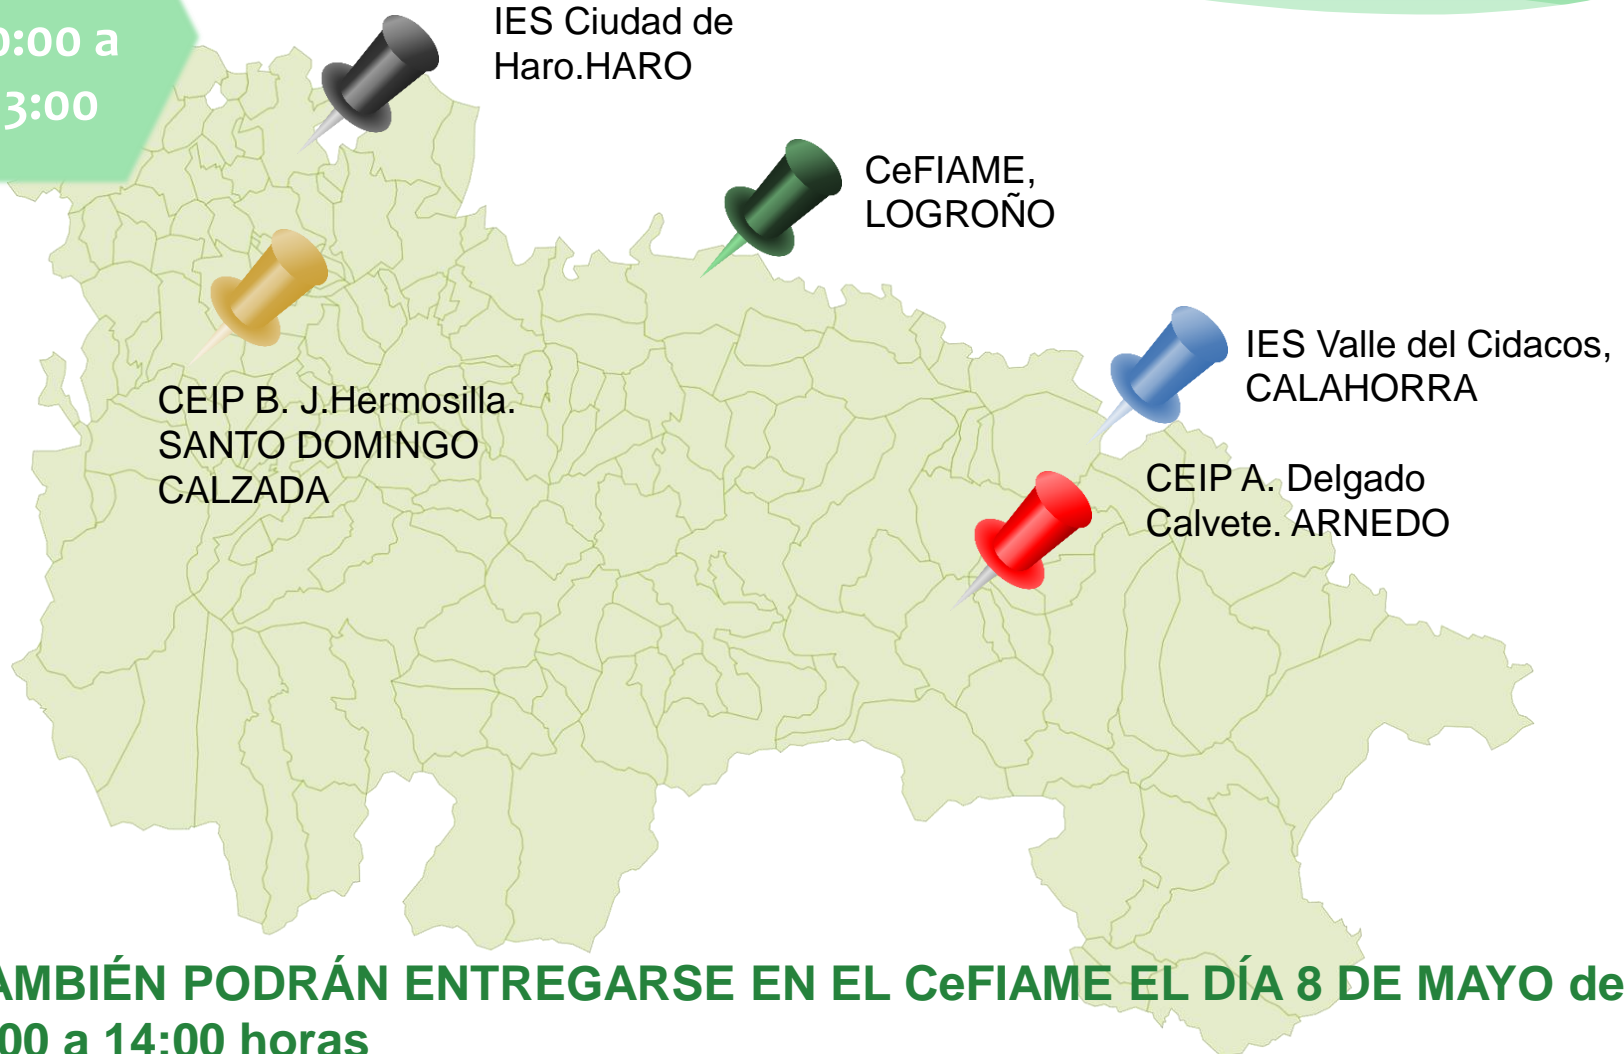 0:00 a
3:00
IES Ciudad de
Haro.HARO
CeFIAME,
LOGROÑO
IES Valle del Cidacos,
CALAHORRA
CEIP B. J.Hermosilla.
SANTO DOMINGO
CALZADA
CEIP A. Delgado
Calvete. ARNEDO
AMBIÉN PODRÁN ENTREGARSE EN EL CeFIAME EL DÍA 8 DE MAYO de
:00 a 14:00 horas